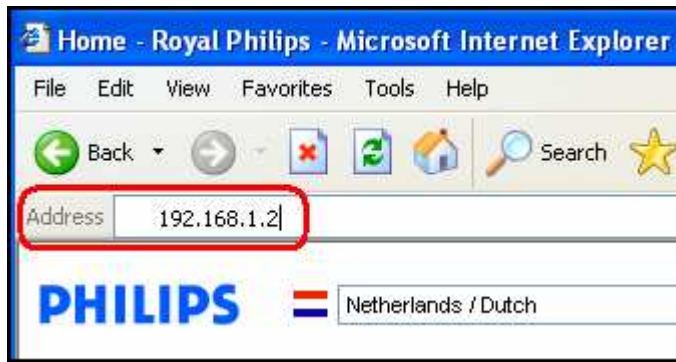 Home - Royal Philips - Microsoft Internet Explorer
File Edit View Favorites Tools Help
Back Search
Address 192.168.1.2
PHILIPS Netherlands / Dutch